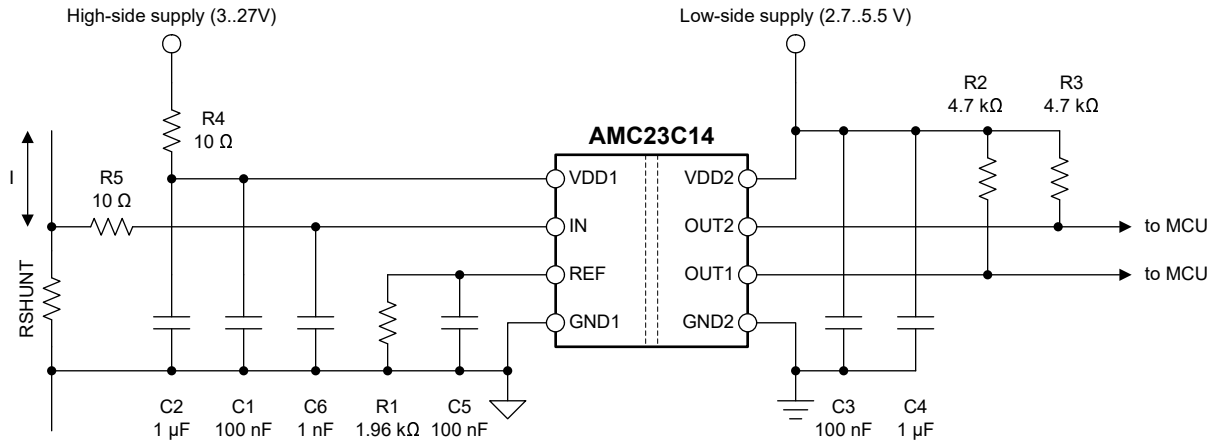 High-side supply (3..27V)
Low-side supply (2.7..5.5 V)
R4
10 Ω
R2
4.7 kΩ
R3
4.7 kΩ
AMC23C14
I
R5
10 Ω
VDD1
VDD2
IN
OUT2
to MCU
RSHUNT
REF
OUT1
to MCU
GND1
GND2
C2
1 µF
C1
100 nF
C6
1 nF
R1
1.96 kΩ
C5
100 nF
C3
100 nF
C4
1 µF